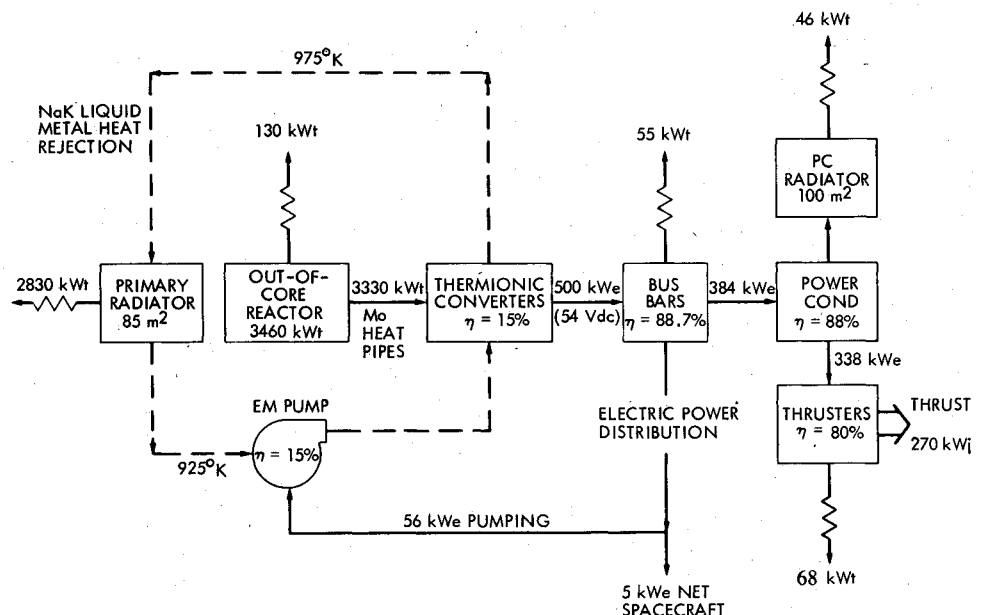 46 kWt
975°K
NaK LIQUID
METAL HEAT
REJECTION
130 kWt
55 kWt
PC
RADIATOR
100 m2
2830 kWt
PRIMARY
RADIATOR
85 m2
OUT-OF-
CORE
REACTOR
3460 kWt
3330 kWt
Mo
HEAT
PIPES
THERMIONIC
CONVERTERS
η = 15%
500 kWe
(54 Vdc)
BUS
BARS
η = 88.7%
384 kWe
POWER
COND
η = 88%
338 kWe
EM PUMP
η = 15%
925°K
ELECTRIC POWER
DISTRIBUTION
THRUSTERS
η = 80%
THRUST
270 kWj
56 kWe PUMPING
68 kWt
5 kWe NET
SPACECRAFT